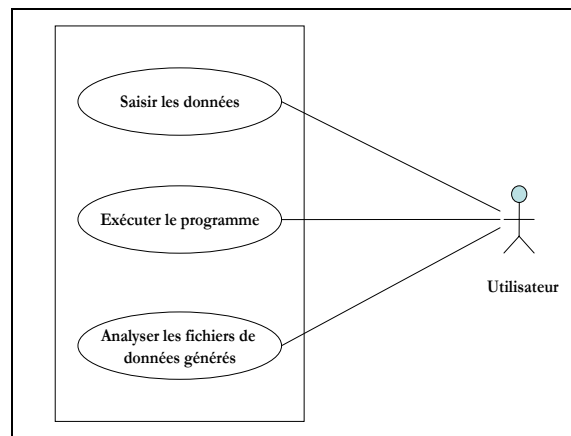 Saisir les données
Exécuter le programme
Utilisateur
Analyser les fichiers de
données générés